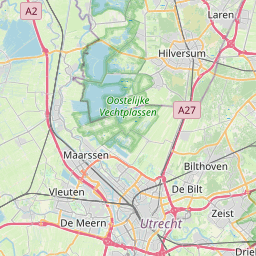 A2
Laren
Hilversum
Oostelijke
Vechtplassen
A27
Maarssen
Bilthoven
Vleuten
De Bilt
Zeist
De Meern
Utrecht